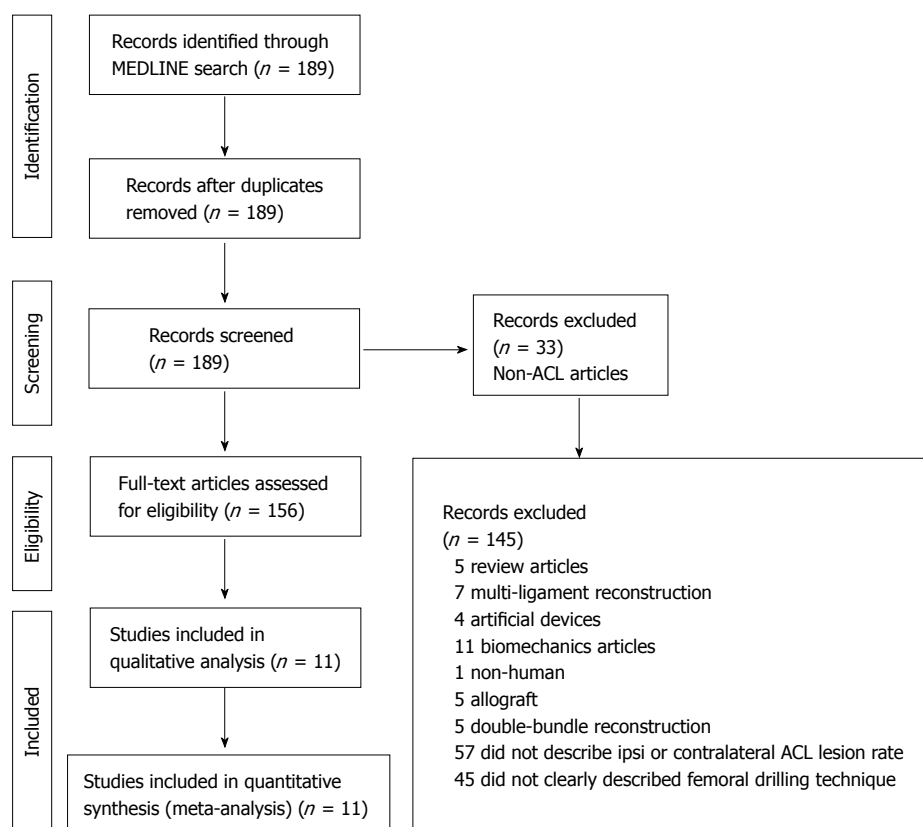 Identification
Records identified through
MEDLINE search (n = 189)
Records after duplicates
removed (n = 189)
Screening
Records screened
(n = 189)
Records excluded
(n = 33)
Non-ACL articles
Eligibility
Full-text articles assessed
for eligibility (n = 156)
Records excluded
(n = 145)
5 review articles
7 multi-ligament reconstruction
4 artificial devices
11 biomechanics articles
1 non-human
5 allograft
5 double-bundle reconstruction
57 did not describe ipsi or contralateral ACL lesion rate
45 did not clearly described femoral drilling technique
Included
Studies included in
qualitative analysis (n = 11)
Studies included in quantitative
synthesis (meta-analysis) (n = 11)